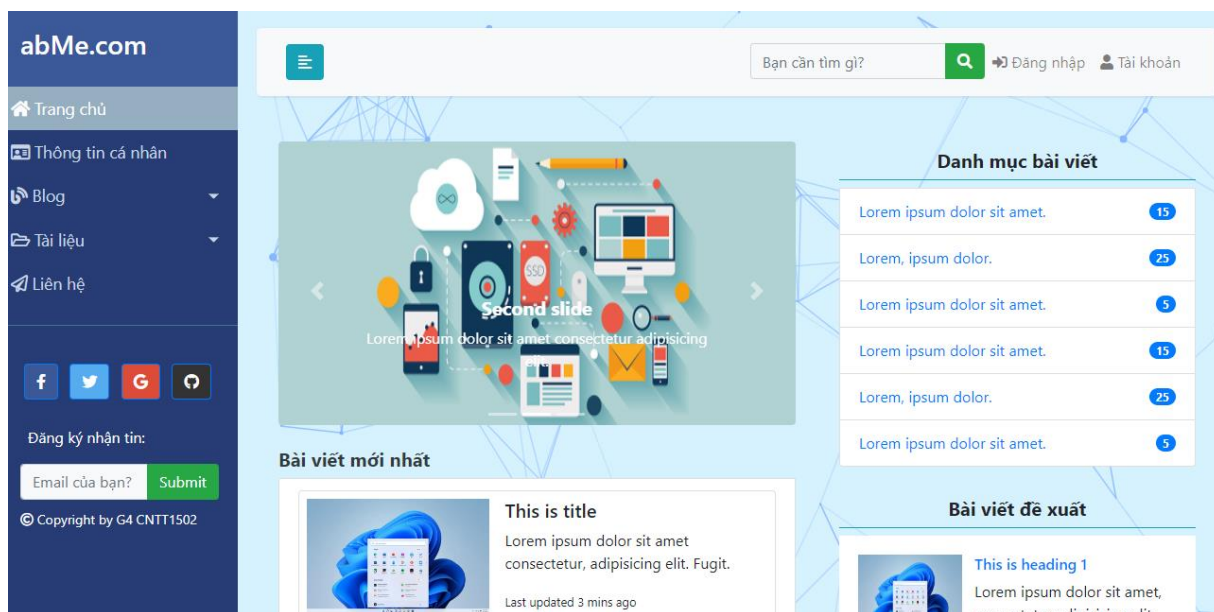 abMe.com
Trang chủ
Thông tin cá nhân
Blog
Tài liệu
Liên hệ
Đăng ký nhận tin:
Email của bạn? Submit
© Copyright by G4 CNTT1502
Bạn cần tìm gì? Đăng nhập Tài khoản
SSD
Second slide
Lorem ipsum dolor sit amet consectetur adipisicing
elit.
Bài viết mới nhất
This is title
Lorem ipsum dolor sit amet
consectetur, adipisicing elit. Fugit.
Last updated 3 mins ago
Danh mục bài viết
Lorem ipsum dolor sit amet. 15
Lorem, ipsum dolor. 25
Lorem ipsum dolor sit amet. 5
Lorem ipsum dolor sit amet. 15
Lorem, ipsum dolor. 25
Lorem ipsum dolor sit amet. 5
Bài viết đề xuất
This is heading 1
Lorem ipsum dolor sit amet,